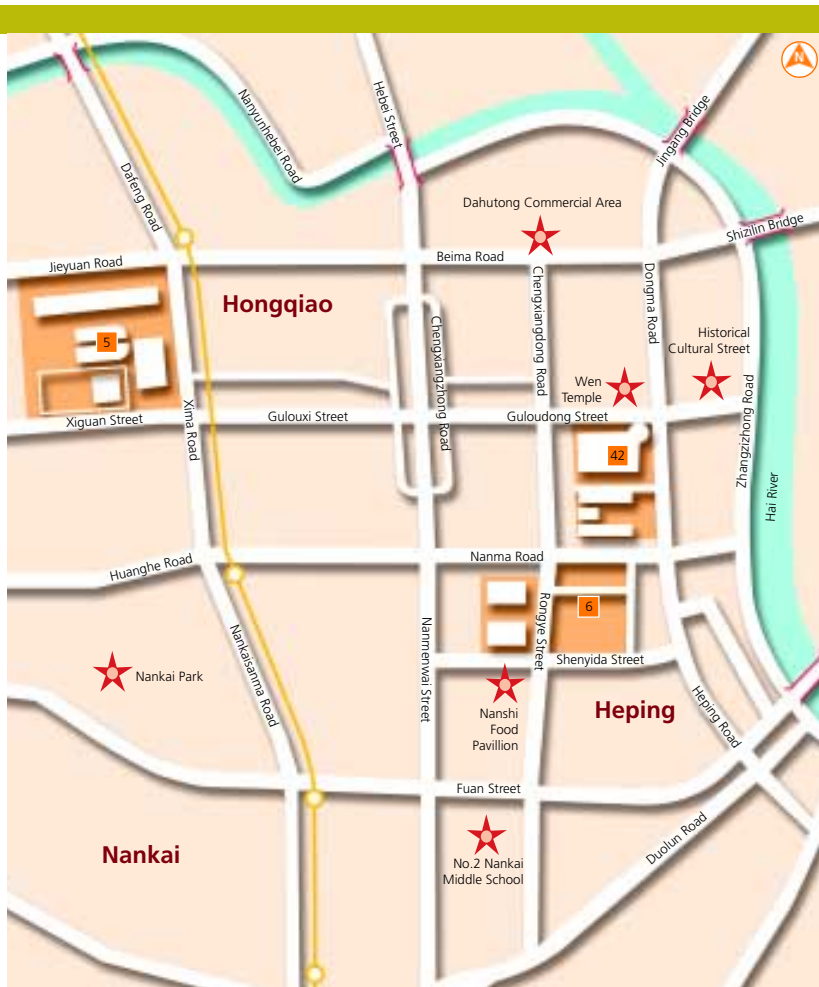 N
Hebei Street
Nanyunhebei Road
Jingang Bridge
Dafeng Road
Dahutong Commercial Area
Shizilin Bridge
Jieyuan Road
Beima Road
Hongqiao
Chengxiangzhong Road
Chengxiangdong Road
Dongma Road
Historical
Cultural Street
5
Wen
Temple
Xiguan Street
Xima Road
Gulouxi Street
Guloudong Street
Zhangzizhong Road
42
Hai River
Huanghe Road
Nanma Road
6
Nankaisanma Road
Nanmenwai Street
Rongye Street
Shenyida Street
Nankai Park
Nanshi
Food
Pavillion
Heping
Heping Road
Fuan Street
Nankai
No.2 Nankai
Middle School
Duolun Road